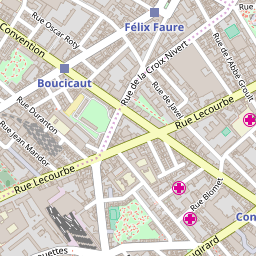 Rue Oscar Roty
Félix Faure
Convention
Boucicaut
Rue de la Croix Nivert
Rue de Javel
Rue de l'Abbé Groult
Rue Duranton
Rue Lecourbe
Rue Jean Maridor
Rue Lecourbe
Rue Blomet
Con